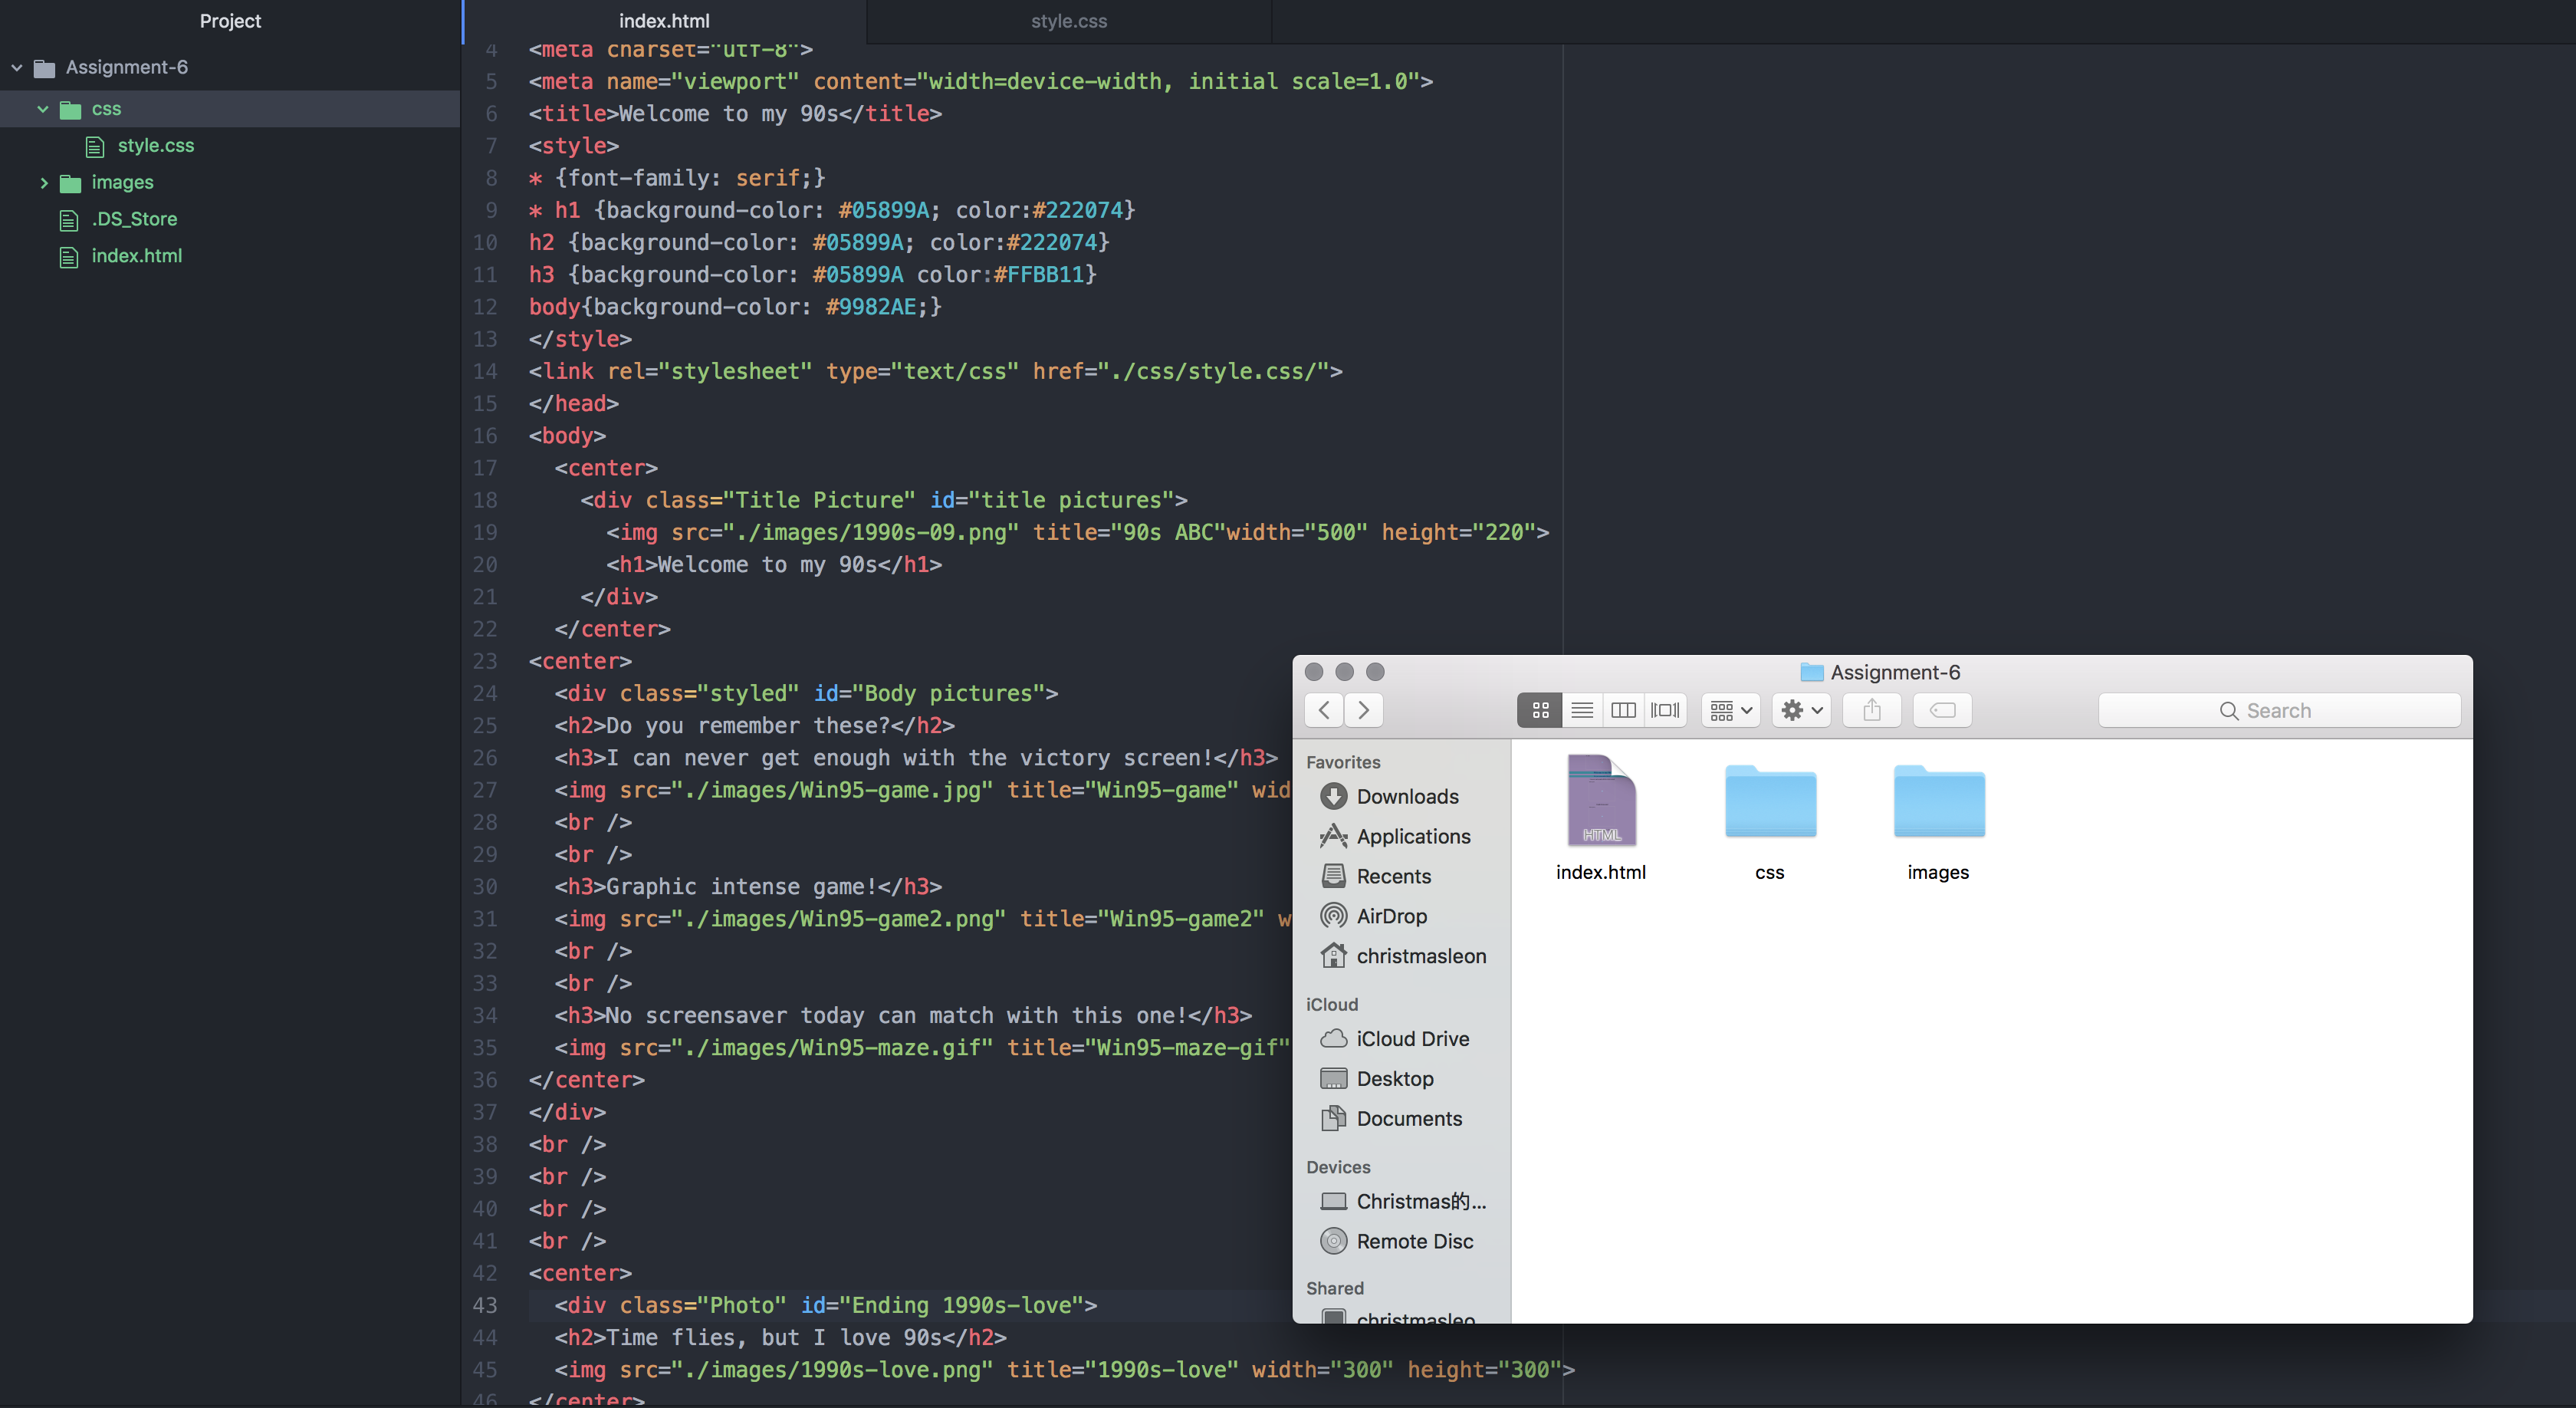 Project
Assignment-6
css
style.css
images
.DS_Store
index.html
index.html
style.css
4 <meta charset="utf-8">
5 <meta name="viewport" content="width=device-width, initial scale=1.0">
6 <title>Welcome to my 90s</title>
7 <style>
8 * {font-family: serif;}
9 * h1 {background-color: #05899A; color:#222074}
10 h2 {background-color: #05899A; color:#222074}
11 h3 {background-color: #05899A color:#FFBB11}
12 body{background-color: #9982AE;}
13 </style>
14 <link rel="stylesheet" type="text/css" href="./css/style.css/">
15 </head>
16 <body>
17 <center>
18 <div class="Title Picture" id="title pictures">
19 <img src="./images/1990s-09.png" title="90s ABC"width="500" height="220">
20 <h1>Welcome to my 90s</h1>
21 </div>
22 </center>
23 <center>
24 <div class="styled" id="Body pictures">
25 <h2>Do you remember these?</h2>
26 <h3>I can never get enough with the victory screen!</h3>
27 <img src="./images/Win95-game.jpg" title="Win95-game" wid
28 <br />
29 <br />
30 <h3>Graphic intense game!</h3>
31 <img src="./images/Win95-game2.png" title="Win95-game2" w
32 <br />
33 <br />
34 <h3>No screensaver today can match with this one!</h3>
35 <img src="./images/Win95-maze.gif" title="Win95-maze-gif"
36 </center>
37 </div>
38 <br />
39 <br />
40 <br />
41 <br />
42 <center>
43 <div class="Photo" id="Ending 1990s-love">
44 <h2>Time flies, but I love 90s</h2>
45 <img src="./images/1990s-love.png" title="1990s-love" width="300" height="300">
46 </center>
Assignment-6
Search
Favorites
Downloads
Applications
Recents
AirDrop
christmasleon
iCloud
iCloud Drive
Desktop
Documents
Devices
Christmas的...
Remote Disc
Shared
christmasleo
HTML
index.html
css
images